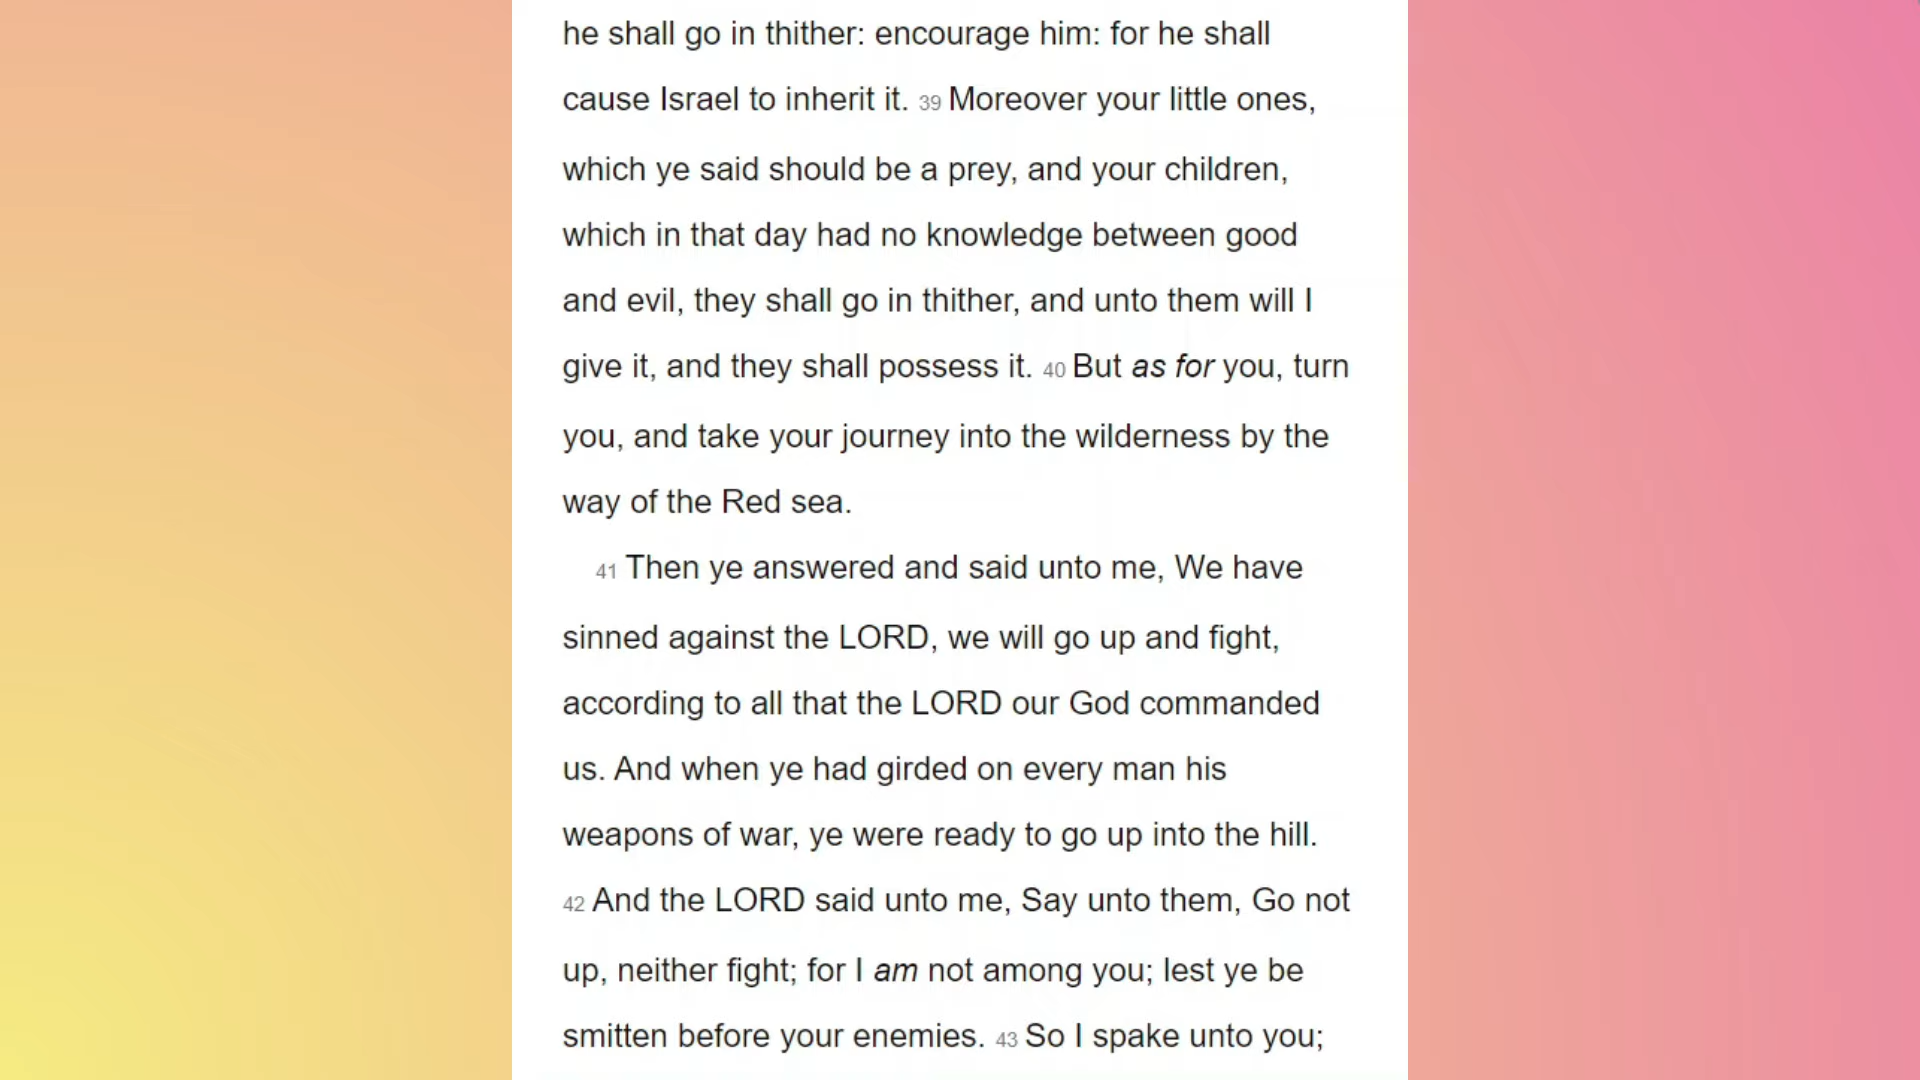 he shall go in thither: encourage him: for he shall
cause Israel to inherit it. 39 Moreover your little ones,
which ye said should be a prey, and your children,
which in that day had no knowledge between good
and evil, they shall go in thither, and unto them will I
give it, and they shall possess it. 40 But as for you, turn
you, and take your journey into the wilderness by the
way of the Red sea.
41 Then ye answered and said unto me, We have
sinned against the LORD, we will go up and fight,
according to all that the LORD our God commanded
us. And when ye had girded on every man his
weapons of war, ye were ready to go up into the hill.
42 And the LORD said unto me, Say unto them, Go not
up, neither fight; for I am not among you; lest ye be
smitten before your enemies. 43 So I spake unto you;